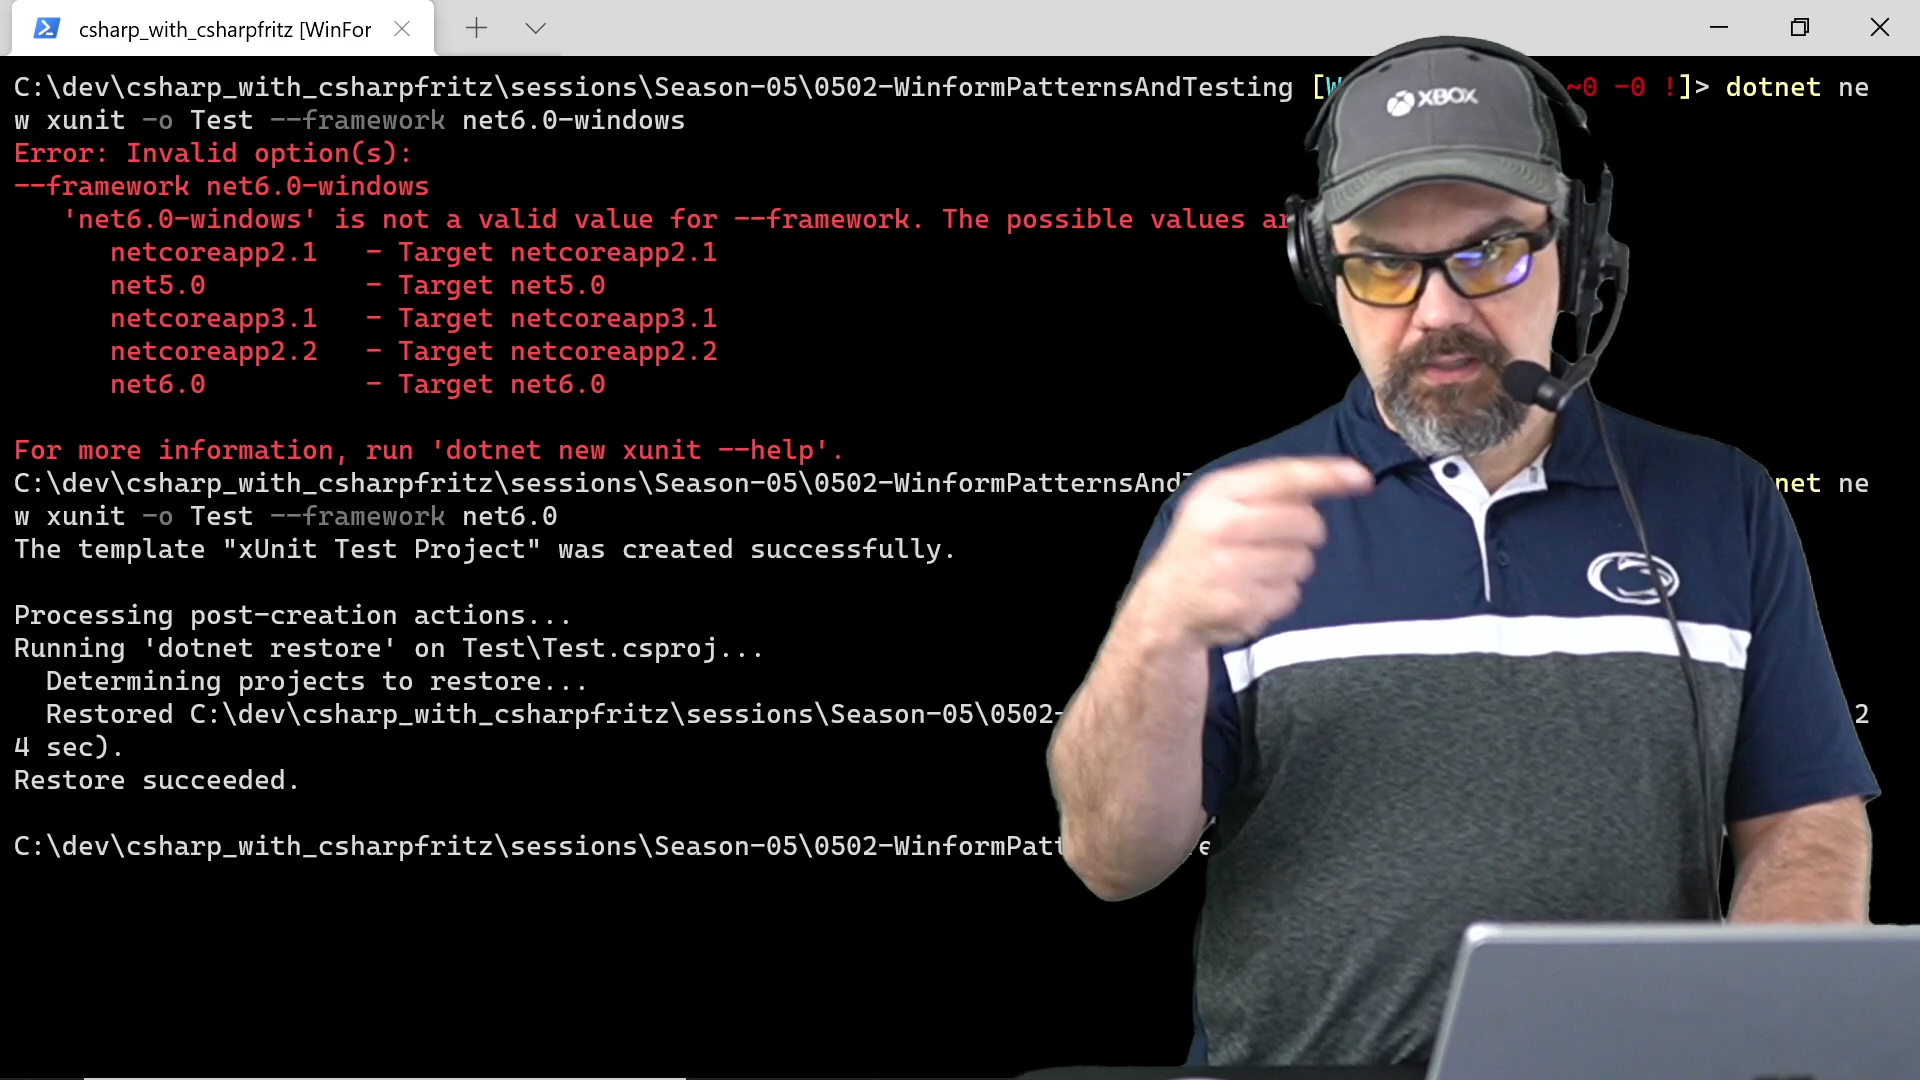 csharp_with_csharpfritz [WinFor
C:\dev\csharp_with_csharpfritz\sessions\Season-05\0502-WinformPatternsAndTesting [ ~0 -0 !]> dotnet ne
XBOX
w xunit -o Test --framework net6.0-windows
Error: Invalid option(s):
--framework net6.0-windows
'net6.0-windows' is not a valid value for --framework. The possible values ar
netcoreapp2.1 - Target netcoreapp2.1
net5.0 - Target net5.0
netcoreapp3.1 - Target netcoreapp3.1
netcoreapp2.2 - Target netcoreapp2.2
net6.0 - Target net6.0
For more information, run 'dotnet new xunit --help'.
C:\dev\csharp_with_csharpfritz\sessions\Season-05\0502-WinformPatternsAndT net ne
w xunit -o Test --framework net6.0
The template "xUnit Test Project" was created successfully.
Processing post-creation actions...
Running 'dotnet restore' on Test\Test.csproj...
Determining projects to restore...
Restored C:\dev\csharp_with_csharpfritz\sessions\Season-05\0502- 2
4 sec).
Restore succeeded.
C:\dev\csharp_with_csharpfritz\sessions\Season-05\0502-WinformPatt